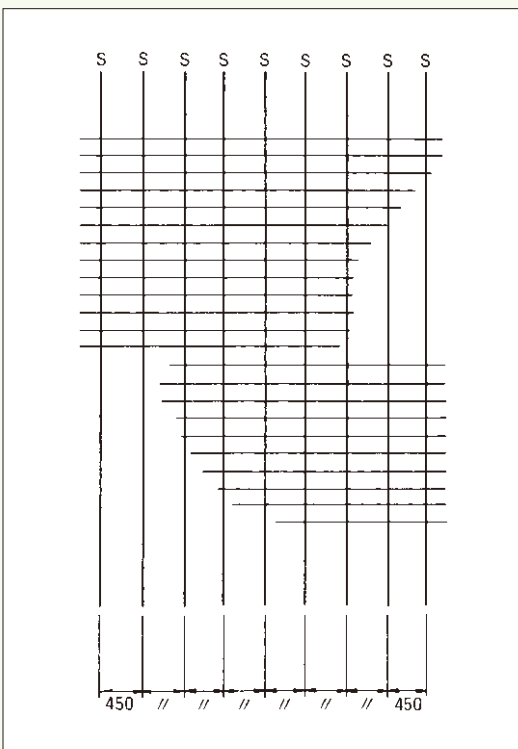 S S S S S S S S S
450 〃 〃 〃 〃 〃 〃 450